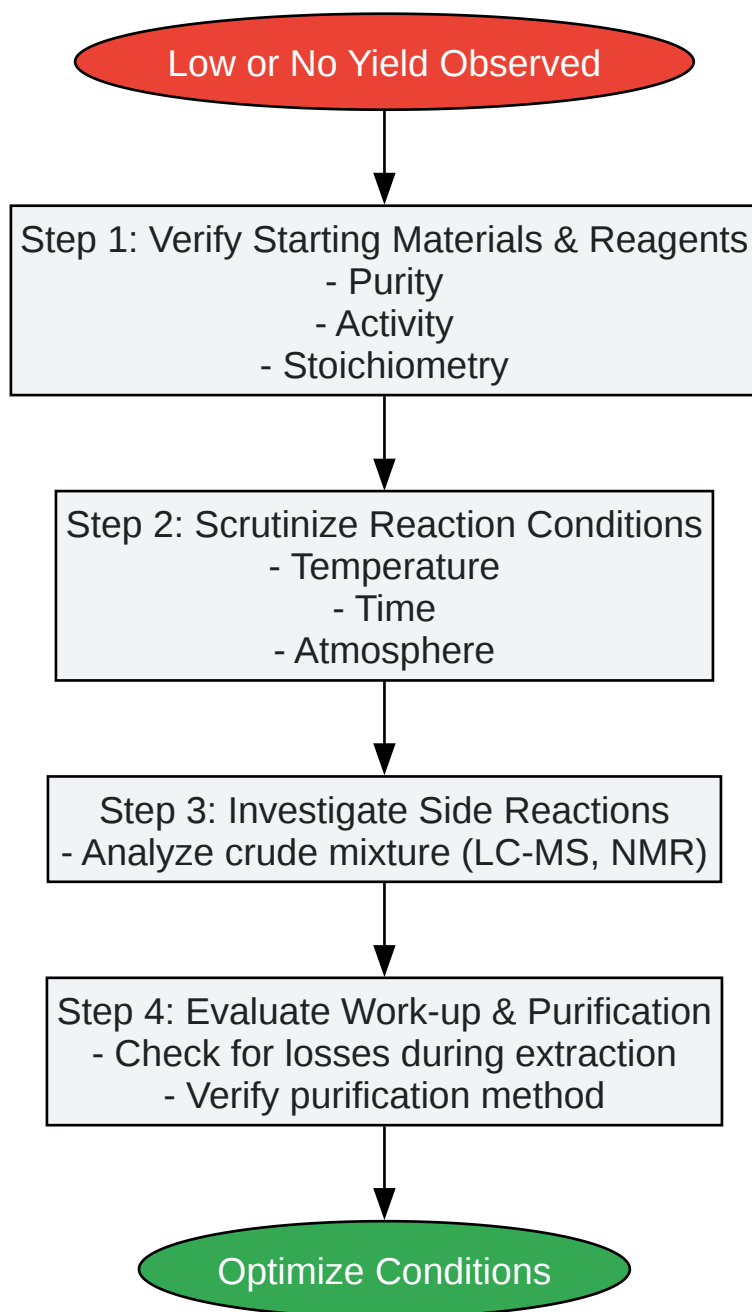 Low or No Yield Observed
Step 1: Verify Starting Materials & Reagents
- Purity
- Activity
- Stoichiometry
Step 2: Scrutinize Reaction Conditions
- Temperature
- Time
- Atmosphere
Step 3: Investigate Side Reactions
- Analyze crude mixture (LC-MS, NMR)
Step 4: Evaluate Work-up & Purification
- Check for losses during extraction
- Verify purification method
Optimize Conditions